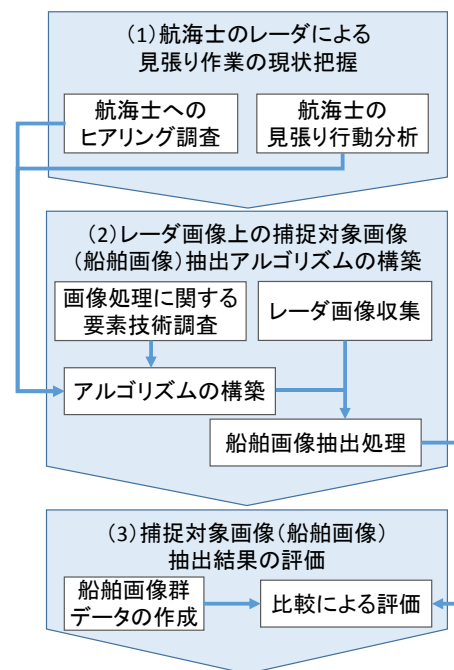 (1)航海士のレーダによる
見張り作業の現状把握
航海士への
ヒアリング調査
航海士の
見張り行動分析
(2)レーダ画像上の捕捉対象画像
(船舶画像)抽出アルゴリズムの構築
画像処理に関する
要素技術調査
レーダ画像収集
アルゴリズムの構築
船舶画像抽出処理
(3)捕捉対象画像(船舶画像)
抽出結果の評価
船舶画像群
データの作成
比較による評価